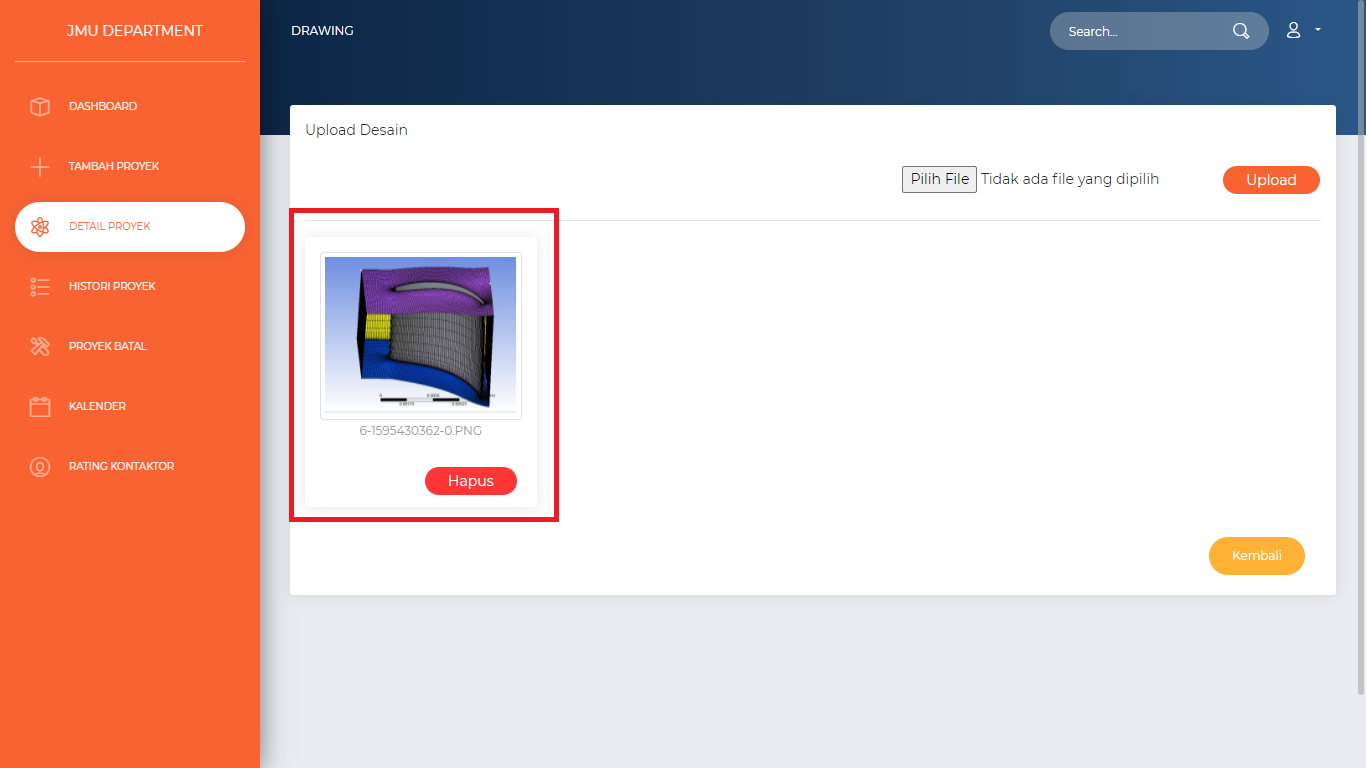 JMU DEPARTMENT
DRAWING
Search...
DASHBOARD
TAMBAH PROYEK
DETAIL PROYEK
HISTORI PROYEK
PROYEK BATAL
KALENDER
RATING KONTAKTOR
Upload Desain
Pilih File Tidak ada file yang dipilih
Upload
6-1595430362-0.PNG
Hapus
Kembali